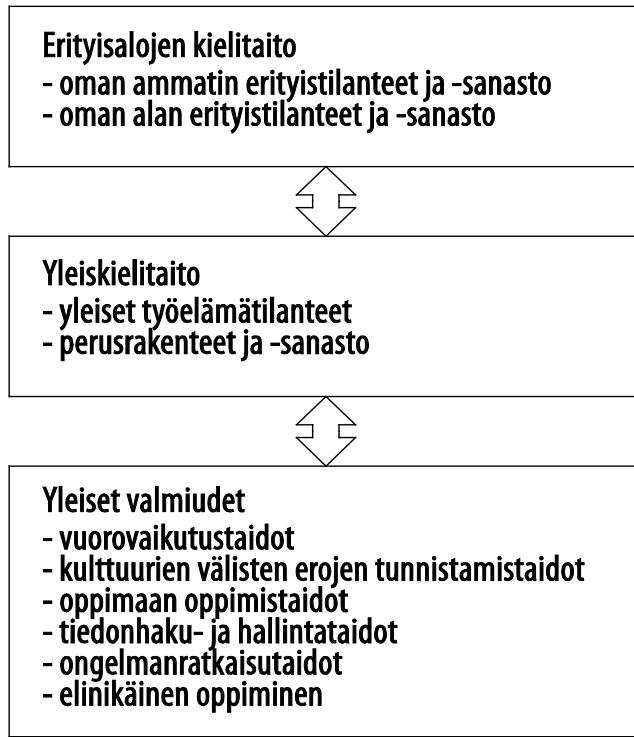 Erityisalojen kielitaito
- oman ammatin erityistilanteet ja -sanasto
- oman alan erityistilanteet ja -sanasto
Yleiskielitaito
- yleiset työelämätilanteet
- perusrakenteet ja -sanasto
Yleiset valmiudet
- vuorovaikutustaidot
- kulttuurien välisten erojen tunnistamistaidot
- oppimaan oppimistaidot
- tiedonhaku- ja hallintataidot
- ongelmanratkaisutaidot
- elinikäinen oppiminen